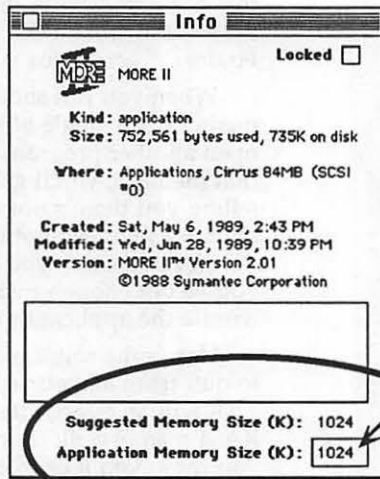 Info
Locked
MORE
MORE II
Kind: application
Size: 752,561 bytes used, 735K on disk
Where: Applications, Cirrus 84MB (SCSI
#0)
Created: Sat, May 6, 1989, 2:43 PM
Modified: Wed, Jun 28, 1989, 10:39 PM
Version: MORE II™ Version 2.01
©1988 Symantec Corporation
Suggested Memory Size (K): 1024
Application Memory Size (K): 1024